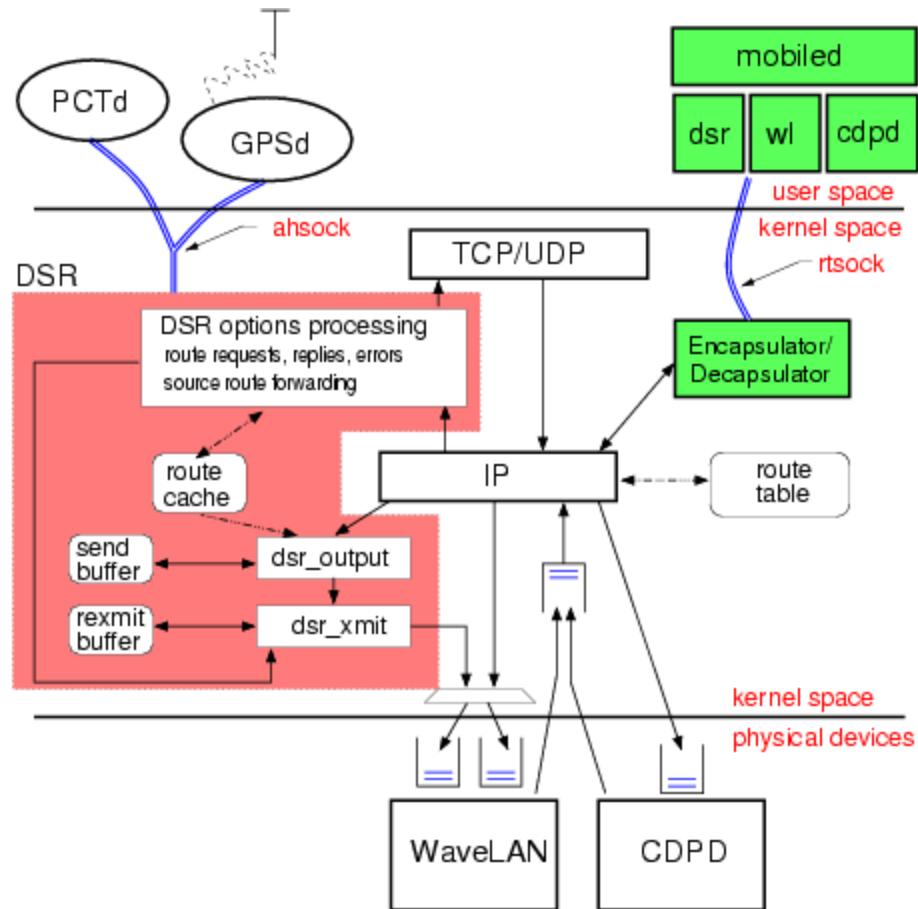 PCTd
GPSd
mobiled
dsr
wl
cdpd
user space
kernel space
ahsock
rtsock
TCP/UDP
DSR
DSR options processing
route requests, replies, errors
source route forwarding
Encapsulator/
Decapsulator
route
cache
IP
route
table
send
buffer
dsr_output
rexmit
buffer
dsr_xmit
kernel space
physical devices
WaveLAN
CDPD